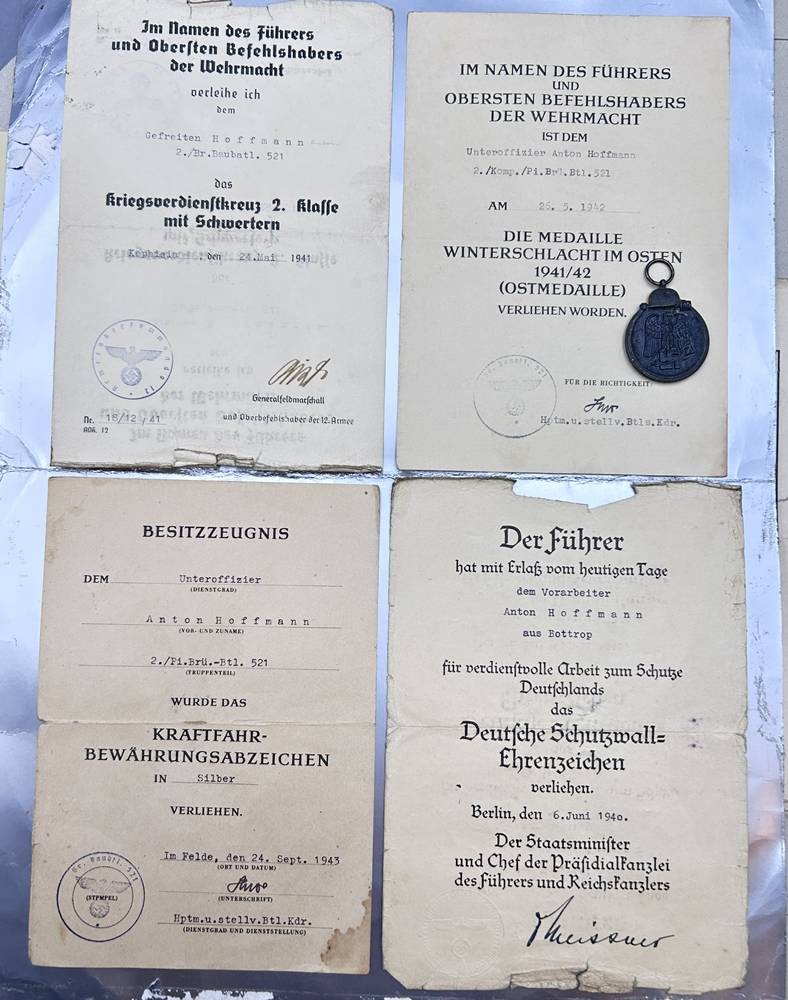 Im Namen des Führers
und Obersten Befehlshabers
der Wehrmacht
verleihe ich
dem
Gefreiten Hoffmann
2./Br.Baubatl. 521
das
Kriegsverdienstkreuz 2. Klasse
mit Schwertern
den 24.Mai 1941
Generalfeldmarschall
und Oberbefehlshaber der 12. Armee
Nr. 18/12 /41
IM NAMEN DES FÜHRERS
UND
OBERSTEN BEFEHLSHABERS
DER WEHRMACHT
IST DEM
Unteroffizier Anton Hoffmann
2./Komp./Pi.Brü.Btl.521
AM 26. 5. 1942
DIE MEDAILLE
WINTERSCHLACHT IM OSTEN
1941/42
(OSTMEDAILLE)
VERLIEHEN WORDEN.
FÜR DIE RICHTIGKEIT:
Hptm.u.stellv.Btls.Kdr.
BESITZZEUGNIS
DEM Unteroffizier
(DIENSTGRAD)
Anton Hoffmann
(VOR- UND ZUNAME)
2./Pi.Brü.-Btl. 521
(TRUPPENTEIL)
WURDE DAS
KRAFTFAHR-
BEWÄHRUNGSABZEICHEN
IN Silber
VERLIEHEN.
Im Felde, den 24. Sept. 1943
(ORT UND DATUM)
(STPMPEL)
(UNTERSCHRIFT)
Hptm.u.stellv.Btl.Kdr.
(DIENSTGRAD UND DIENSTSTELLUNG)
Der Führer
hat mit Erlaß vom heutigen Tage
dem Vorarbeiter
Anton Hoffmann
aus Bottrop
für verdienstvolle Arbeit zum Schutze
Deutschlands
das
Deutsche Schutzwall=
Ehrenzeichen
verliehen.
Berlin, den 6.Juni 1940.
Der Staatsminister
und Chef der Präsidialkanzlei
des Führers und Reichskanzlers
Meissner